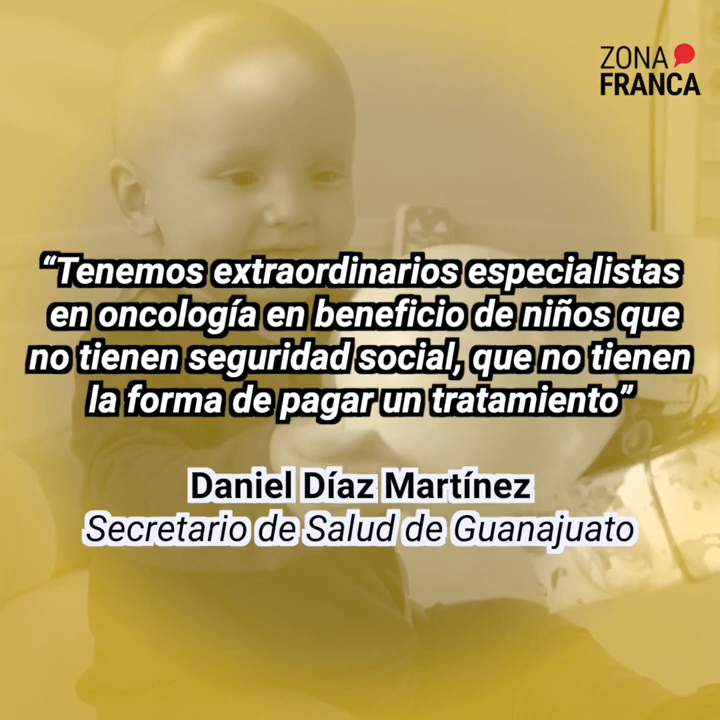 ZONA
FRANCA
“Tenemos extraordinarios especialistas
en oncología en beneficio de niños que
no tienen seguridad social, que no tienen
la forma de pagar un tratamiento”
Daniel Díaz Martínez
Secretario de Salud de Guanajuato